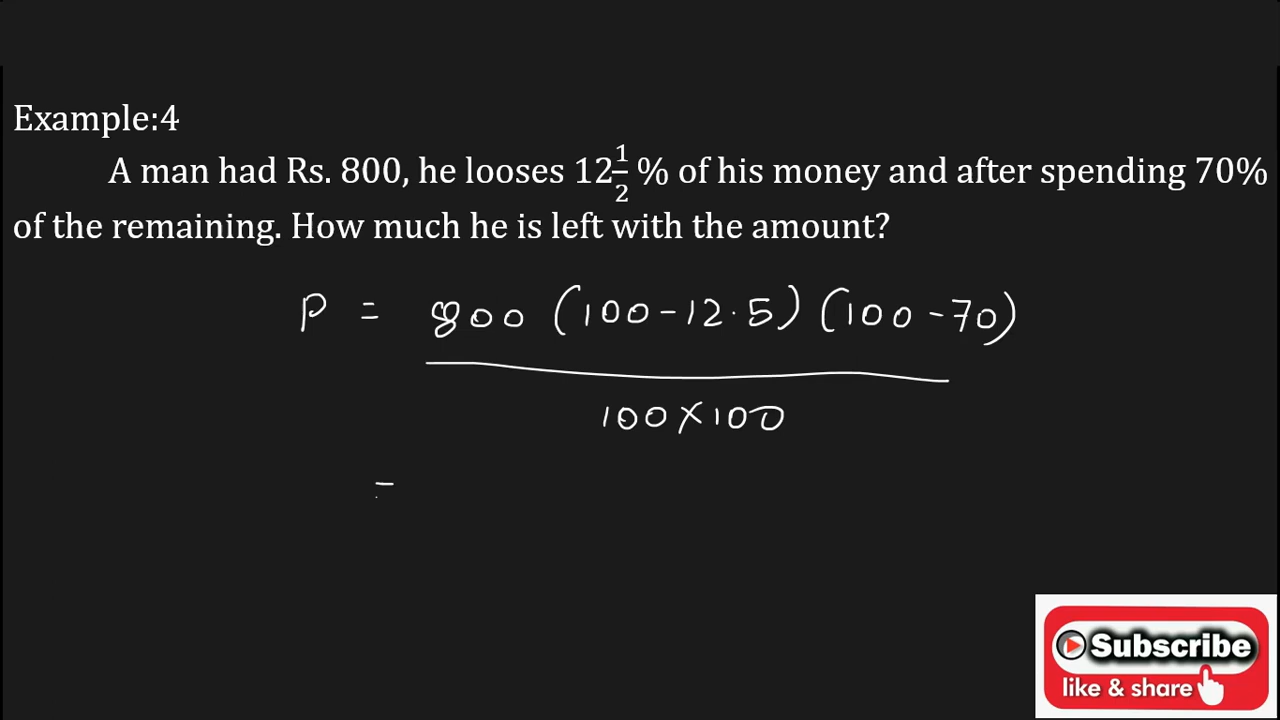 Example:4
A man had Rs. 800, he looses 12 1/2 % of his money and after spending 70%
of the remaining. How much he is left with the amount?
P = 800 (100-12.5) (100-70)
100×100
=
Subscribe
like & share